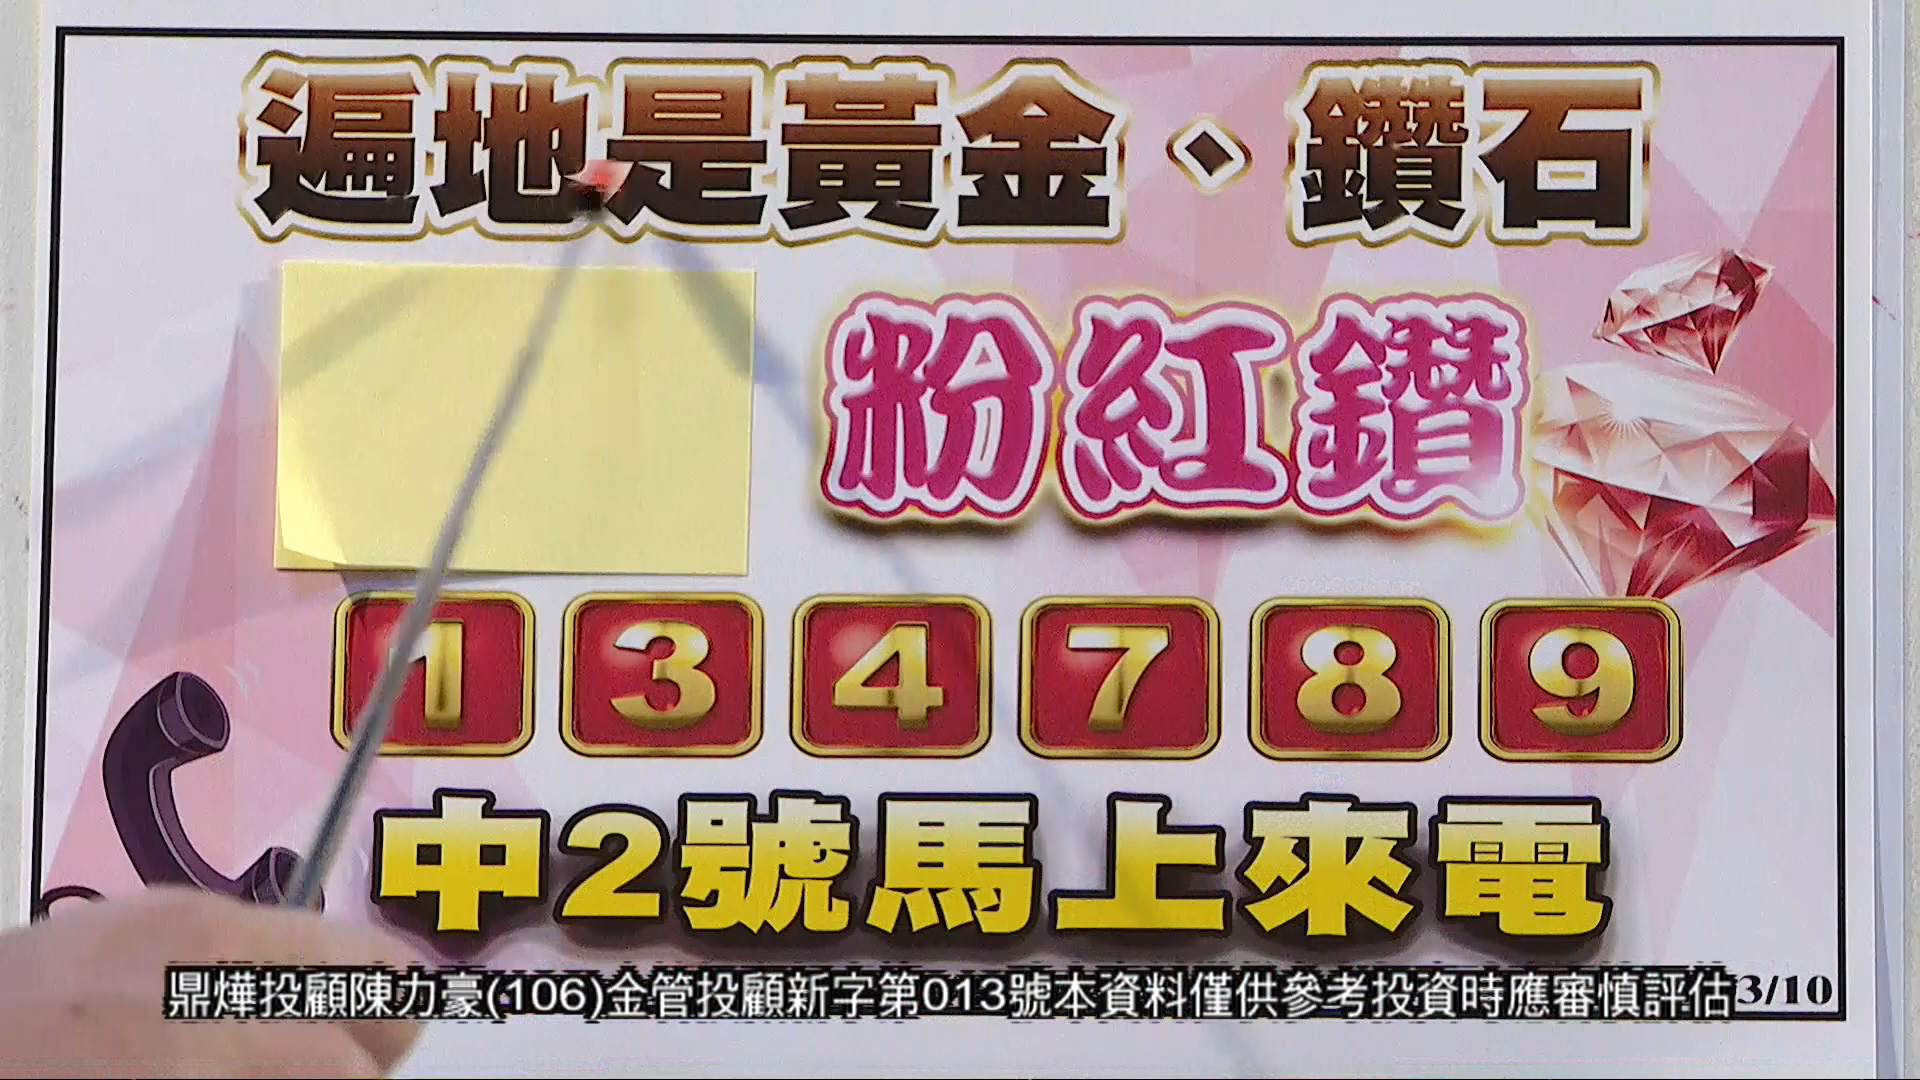 遍地是黃金、鑽石
粉紅鑽
1 3 4 7 8 9
中2號馬上來電
鼎燁投顧陳力豪(106)金管投顧新字第013號本資料僅供參考投資時應審慎評估
3/10